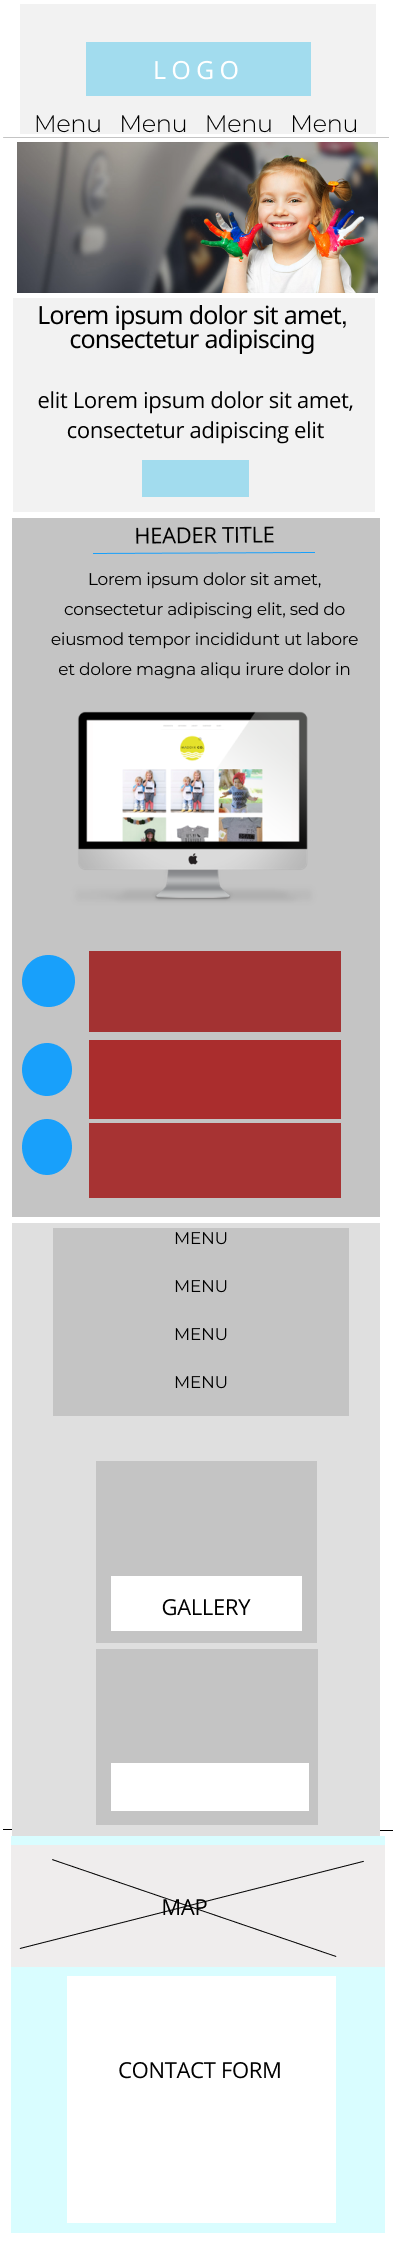 LOGO
Menu Menu Menu Menu
Lorem ipsum dolor sit amet,
consectetur adipiscing
elit Lorem ipsum dolor sit amet,
consectetur adipiscing elit
HEADER TITLE
Lorem ipsum dolor sit amet,
consectetur adipiscing elit, sed do
eiusmod tempor incididunt ut labore
et dolore magna aliqu irure dolor in
MENU
MENU
MENU
MENU
GALLERY
MAP
CONTACT FORM